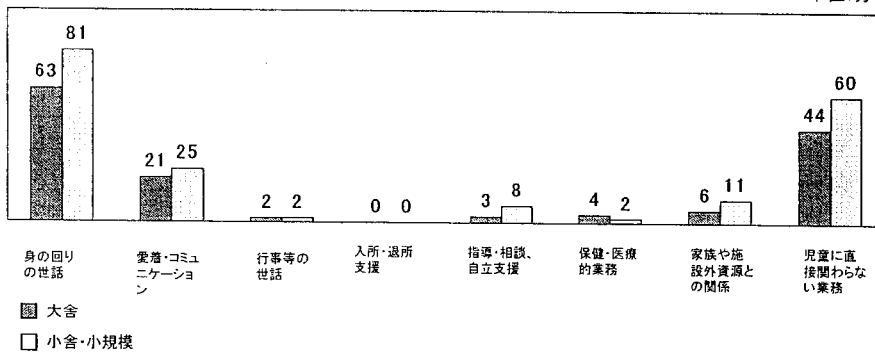 63
81
21
25
2
2
0
0
3
8
4
2
6
11
44
60
身の回り
の世話
愛着・コミュ
ニケーショ
ン
行事等の
世話
入所・退所
支援
指導・相談、
自立支援
保健・医療
的業務
家族や施
設外資源と
の関係
児童に直
接関わらな
い業務
大舎
小舎・小規模